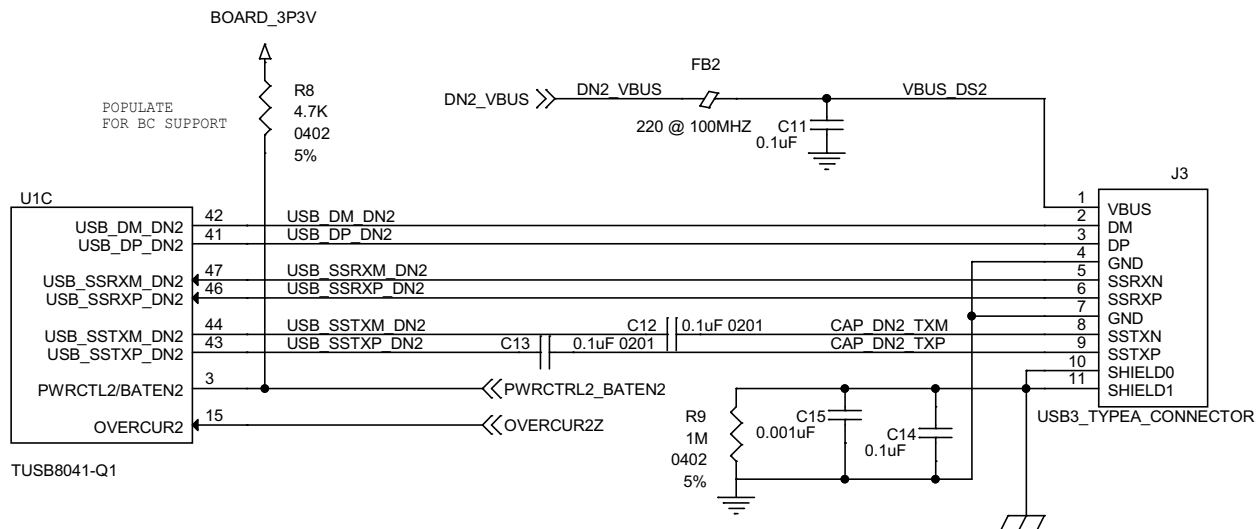 BOARD_3P3V
FB2
R8
4.7K
0402
5%
POPULATE
FOR BC SUPPORT
DN2_VBUS
DN2_VBUS
VBUS_DS2
220 @ 100MHZ
C11
0.1uF
J3
U1C
1
VBUS
USB_DM_DN2
42
USB_DM_DN2
2
DM
USB_DP_DN2
41
USB_DP_DN2
3
DP
4
GND
USB_SSRXM_DN2
47
USB_SSRXM_DN2
5
SSRXN
USB_SSRXP_DN2
46
USB_SSRXP_DN2
6
SSRXP
7
GND
USB_SSTXM_DN2
44
USB_SSTXM_DN2
C12
0.1uF 0201
CAP_DN2_TXM
8
SSTXN
USB_SSTXP_DN2
43
USB_SSTXP_DN2
C13
0.1uF 0201
CAP_DN2_TXP
9
SSTXP
10
SHIELD0
PWRCTL2/BATEN2
3
PWRCTRL2_BATEN2
11
SHIELD1
OVERCUR2
15
OVERCUR2Z
USB3_TYPEA_CONNECTOR
R9
1M
0402
5%
C15
0.001uF
C14
0.1uF
TUSB8041-Q1